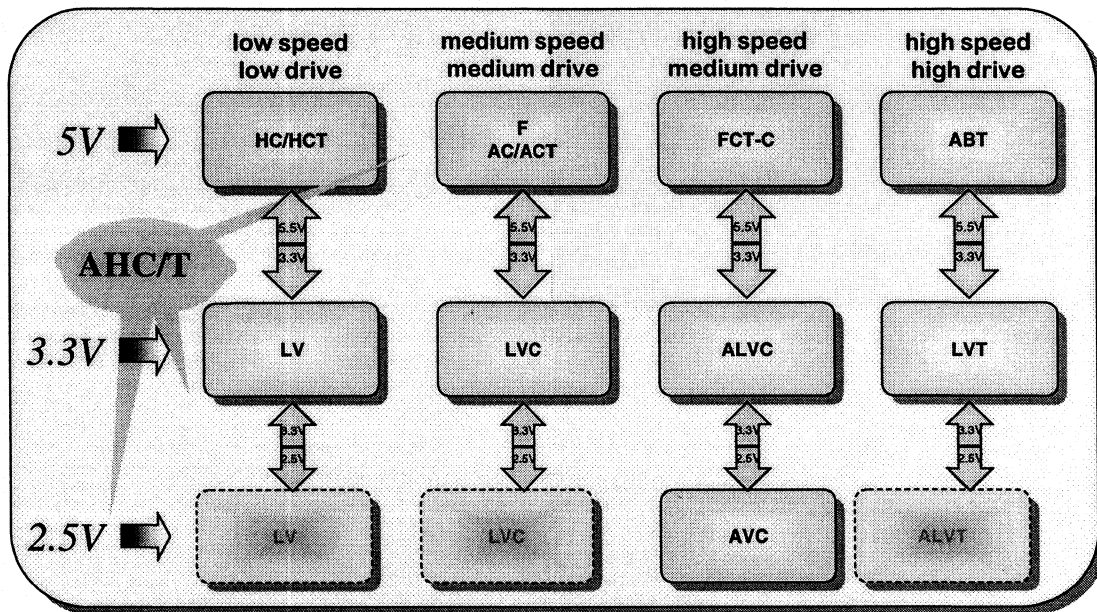 low speed
low drive
medium speed
medium drive
high speed
medium drive
high speed
high drive
5V
HC/HCT
F
AC/ACT
FCT-C
ABT
5.5V
3.3V
5.5V
3.3V
5.5V
3.3V
5.5V
3.3V
AHC/T
3.3V
LV
LVC
ALVC
LVT
3.3V
2.5V
3.3V
2.5V
3.3V
2.5V
3.3V
2.5V
2.5V
LV
LVC
AVC
ALVT